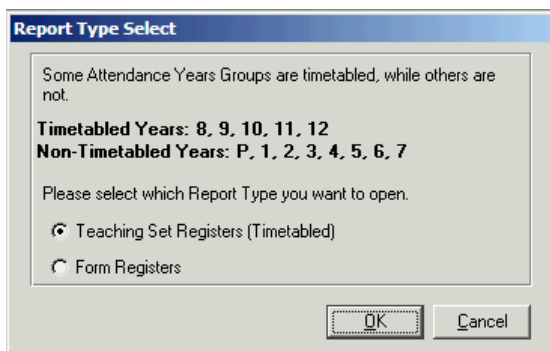 Report Type Select
Some Attendance Years Groups are timetabled, while others are
not.
Timetabled Years: 8, 9, 10, 11, 12
Non-Timetabled Years: P, 1, 2, 3, 4, 5, 6, 7
Please select which Report Type you want to open.
Teaching Set Registers (Timetabled)
Form Registers
OK Cancel